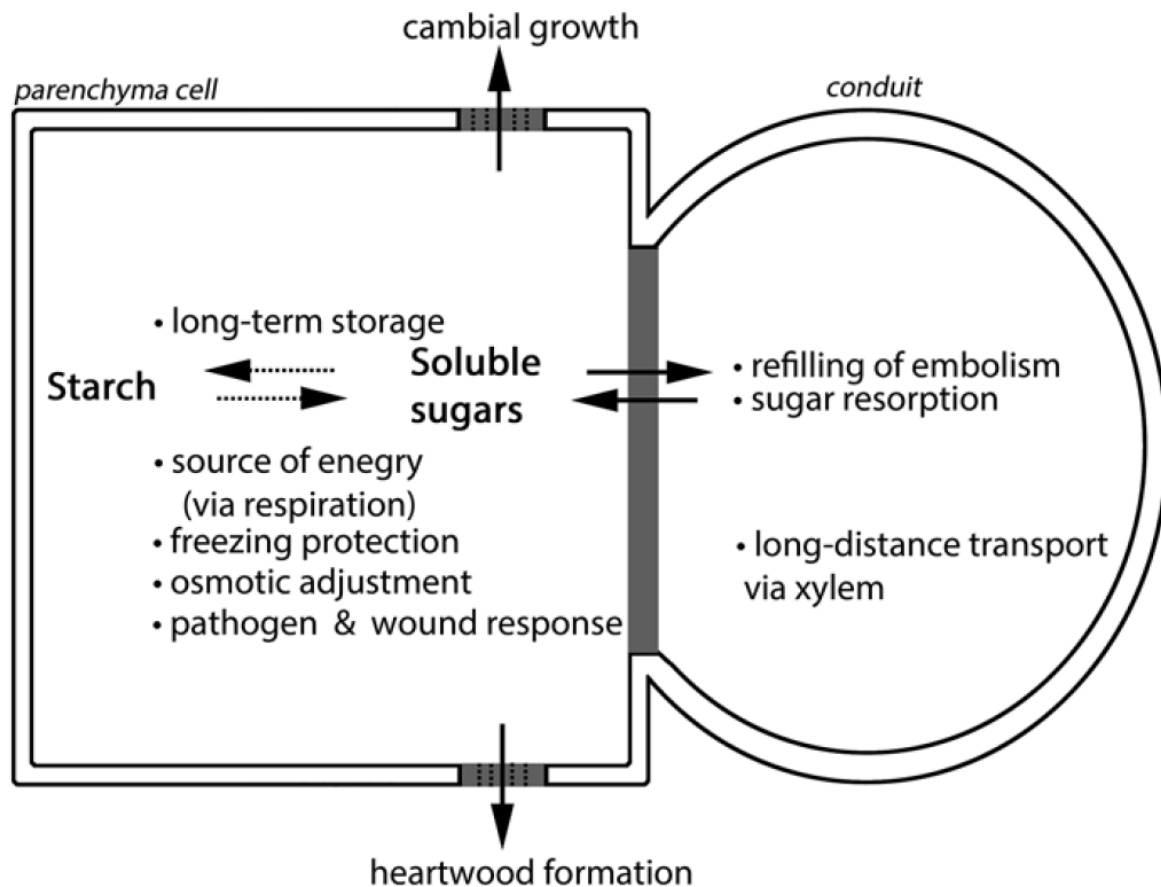 cambial growth
parenchyma cell
conduit
• long-term storage
Starch
Soluble
sugars
• refilling of embolism
• sugar resorption
• source of enegry
(via respiration)
• freezing protection
• osmotic adjustment
• pathogen & wound response
• long-distance transport
via xylem
heartwood formation